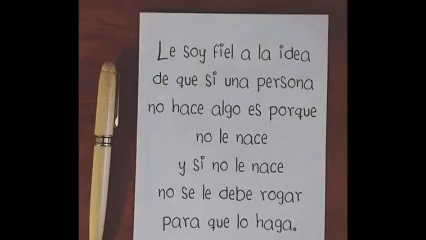 Le soy fiel a la idea
de que si una persona
no hace algo es porque
no le nace
y si no le nace
no se le debe rogar
para que lo haga.